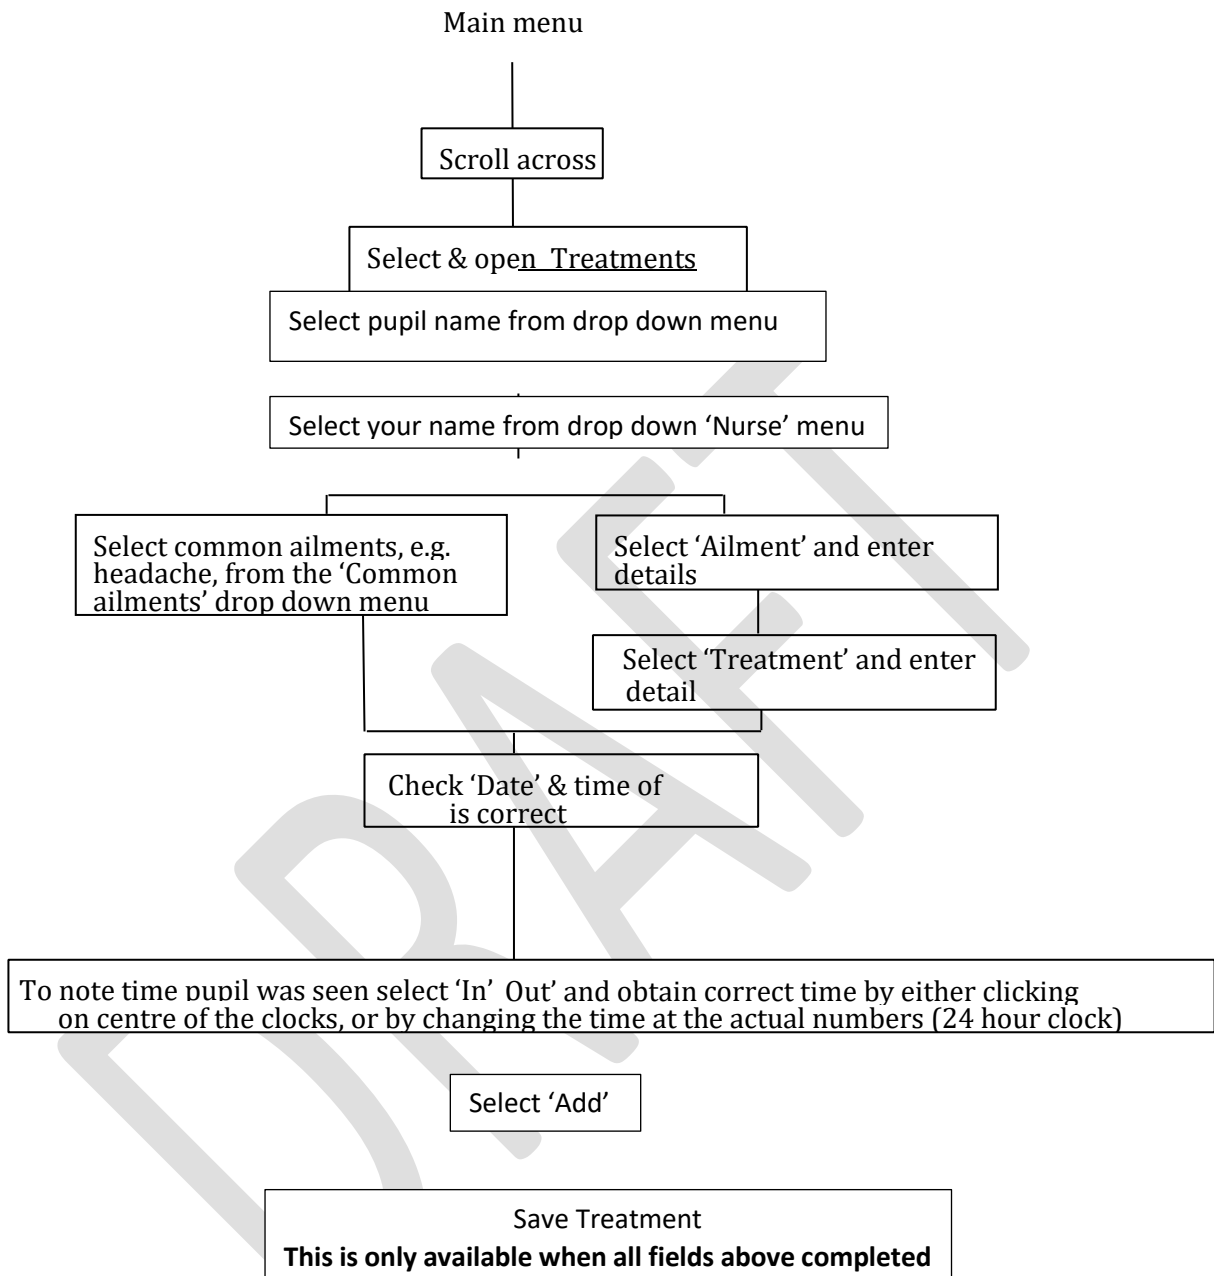 Main menu
Scroll across
Select & open Treatments
Select pupil name from drop down menu
Select your name from drop down ‘Nurse’ menu
Select common ailments, e.g.
headache, from the ‘Common
ailments’ drop down menu
Select ‘Ailment’ and enter
details
Select ‘Treatment’ and enter
detail
Check ‘Date’ & time of
is correct
To note time pupil was seen select ‘In’ Out’ and obtain correct time by either clicking
on centre of the clocks, or by changing the time at the actual numbers (24 hour clock)
Select ‘Add’
Save Treatment
This is only available when all fields above completed
DRAFT